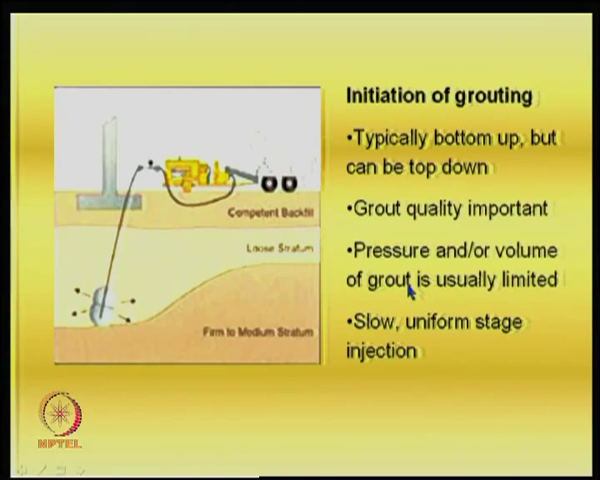 Initiation of grouting
•Typically bottom up, but
can be top down
•Grout quality important
•Pressure and/or volume
of grout is usually limited
•Slow, uniform stage
injection
Competent Backfill
Loose Stratum
Firm to Medium Stratum
NPTEL